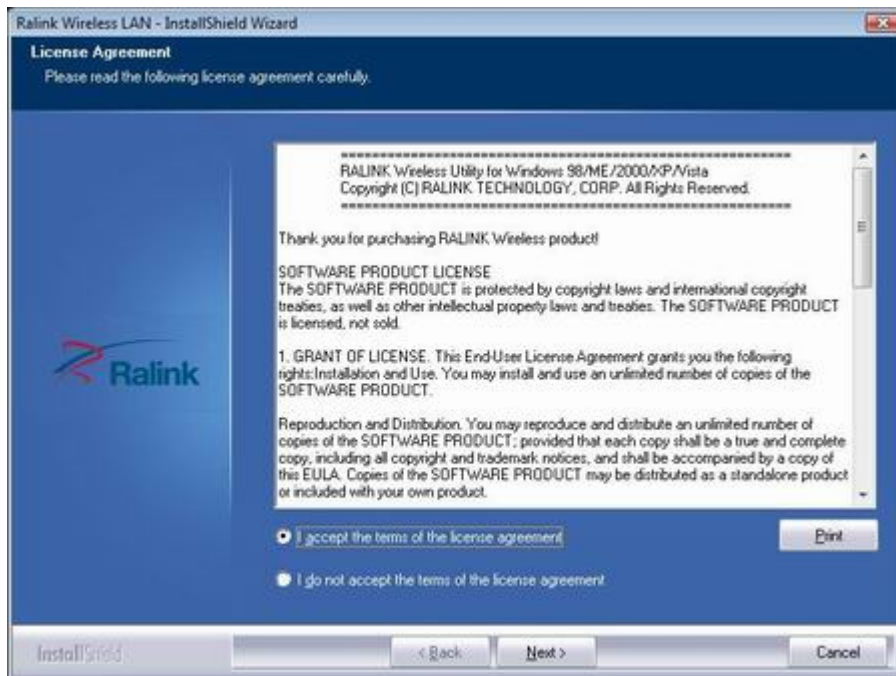 Ralink Wireless LAN - InstallShield Wizard
License Agreement
Please read the following license agreement carefully.
================================================================
RALINK Wireless Utility for Windows 98/ME/2000/XP/Vista
Copyright (C) RALINK TECHNOLOGY, CORP. All Rights Reserved.
================================================================
Thank you for purchasing RALINK Wireless product!
SOFTWARE PRODUCT LICENSE
The SOFTWARE PRODUCT is protected by copyright laws and international copyright
treaties, as well as other intellectual property laws and treaties. The SOFTWARE PRODUCT
is licensed, not sold.
1. GRANT OF LICENSE. This End-User License Agreement grants you the following
rights:Installation and Use. You may install and use an unlimited number of copies of the
SOFTWARE PRODUCT.
Reproduction and Distribution. You may reproduce and distribute an unlimited number of
copies of the SOFTWARE PRODUCT; provided that each copy shall be a true and complete
copy, including all copyright and trademark notices, and shall be accompanied by a copy of
this EULA. Copies of the SOFTWARE PRODUCT may be distributed as a standalone product
or included with your own product.
Ralink
I accept the terms of the license agreement
Print
I do not accept the terms of the license agreement
InstallShield
< Back
Next >
Cancel